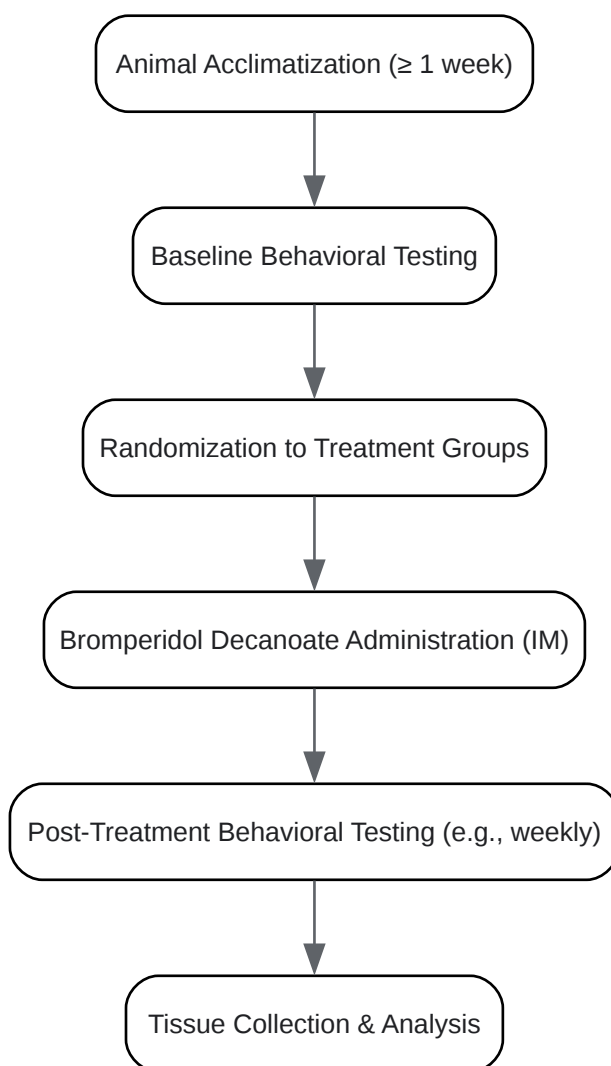 Animal Acclimatization (≥ 1 week)
Baseline Behavioral Testing
Randomization to Treatment Groups
Bromperidol Decanoate Administration (IM)
Post-Treatment Behavioral Testing (e.g., weekly)
Tissue Collection & Analysis